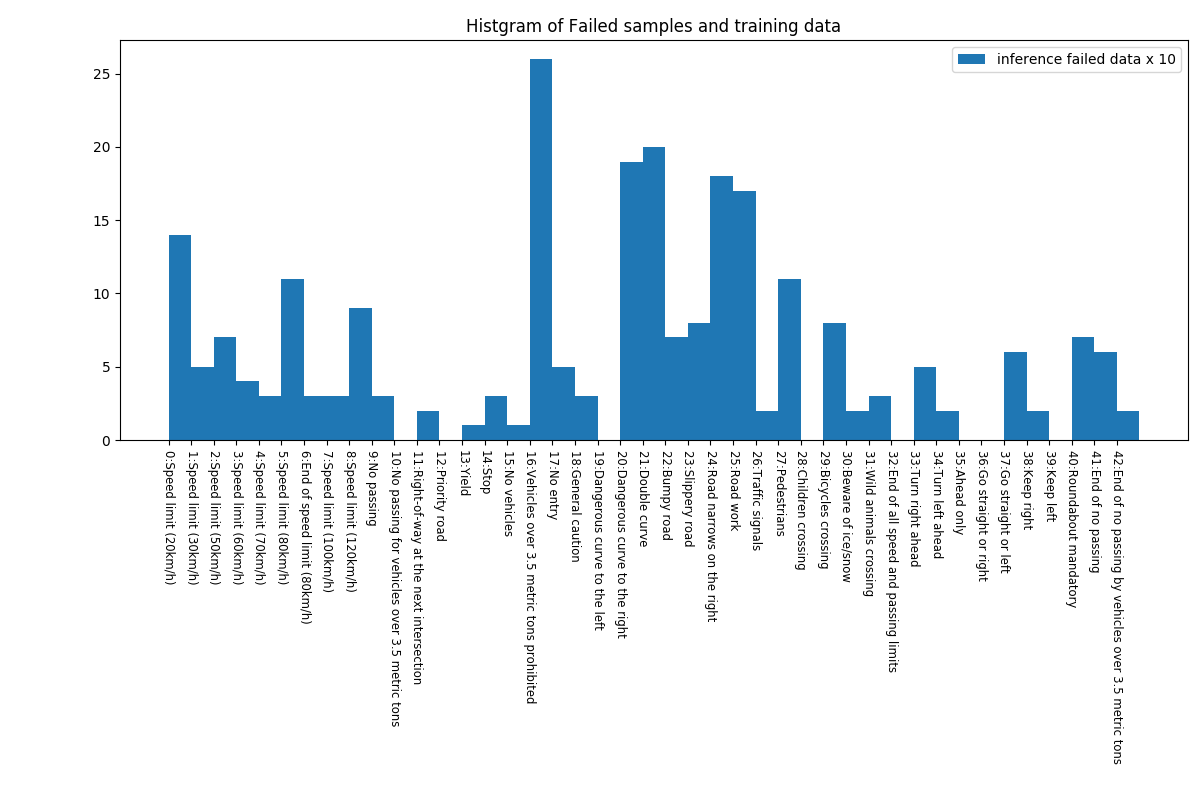 Histgram of Failed samples and training data
inference failed data x 10
25
20
15
10
5
0
0:Speed limit (20km/h)
1:Speed limit (30km/h)
2:Speed limit (50km/h)
3:Speed limit (60km/h)
4:Speed limit (70km/h)
5:Speed limit (80km/h)
6:End of speed limit (80km/h)
7:Speed limit (100km/h)
8:Speed limit (120km/h)
9:No passing
10:No passing for vehicles over 3.5 metric tons
11:Right-of-way at the next intersection
12:Priority road
13:Yield
14:Stop
15:No vehicles
16:Vehicles over 3.5 metric tons prohibited
17:No entry
18:General caution
19:Dangerous curve to the left
20:Dangerous curve to the right
21:Double curve
22:Bumpy road
23:Slippery road
24:Road narrows on the right
25:Road work
26:Traffic signals
27:Pedestrians
28:Children crossing
29:Bicycles crossing
30:Beware of ice/snow
31:Wild animals crossing
32:End of all speed and passing limits
33:Turn right ahead
34:Turn left ahead
35:Ahead only
36:Go straight or right
37:Go straight or left
38:Keep right
39:Keep left
40:Roundabout mandatory
41:End of no passing
42:End of no passing by vehicles over 3.5 metric tons